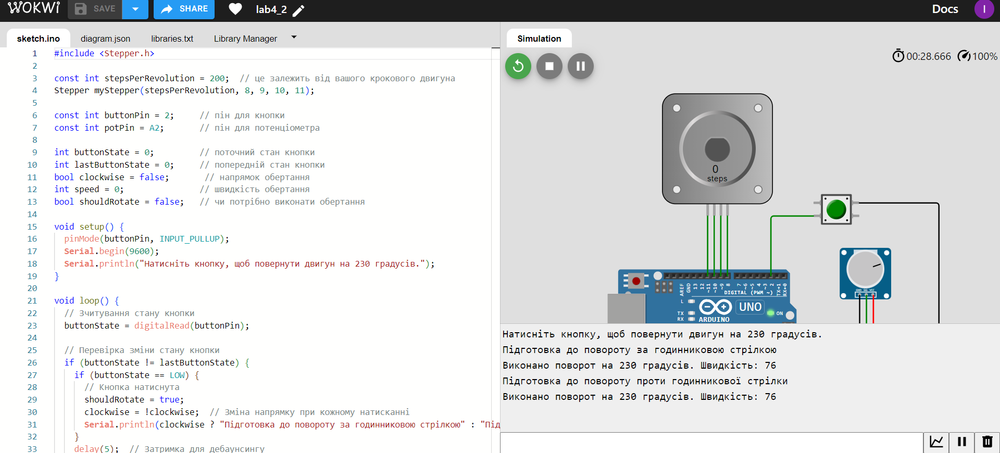 WOKWI
SAVE
SHARE
lab4_2
Docs
I
sketch.ino
diagram.json
libraries.txt
Library Manager
1 #include <Stepper.h>
2
3 const int stepsPerRevolution = 200;  // це залежить від вашого крокового двигуна
4 Stepper myStepper(stepsPerRevolution, 8, 9, 10, 11);
5
6 const int buttonPin = 2;     // пін для кнопки
7 const int potPin = A2;       // пін для потенціометра
8
9 int buttonState = 0;         // поточний стан кнопки
10 int lastButtonState = 0;     // попередній стан кнопки
11 bool clockwise = false;       // напрямок обертання
12 int speed = 0;               // швидкість обертання
13 bool shouldRotate = false;   // чи потрібно виконати обертання
14
15 void setup() {
16   pinMode(buttonPin, INPUT_PULLUP);
17   Serial.begin(9600);
18   Serial.println("Натисніть кнопку, щоб повернути двигун на 230 градусів.");
19 }
20
21 void loop() {
22   // Зчитування стану кнопки
23   buttonState = digitalRead(buttonPin);
24
25   // Перевірка зміни стану кнопки
26   if (buttonState != lastButtonState) {
27     if (buttonState == LOW) {
28       // Кнопка натиснута
29       shouldRotate = true;
30       clockwise = !clockwise;  // Зміна напрямку при кожному натисканні
31       Serial.println(clockwise ? "Підготовка до повороту за годинниковою стрілкою" : "Під
32     }
33     delay(5);  // Затримка для дебаунсингу
Simulation
00:28.666
100%
0
steps
GND SIG VCC
AREF GND 13 12 ~11 ~10 ~9 8 7 ~6 ~5 4 ~3 2 TX→1 RX←0
DIGITAL (PWM ~)
L
TX
RX
UNO
ON
ARDUINO
Натисніть кнопку, щоб повернути двигун на 230 градусів.
Підготовка до повороту за годинниковою стрілкою
Виконано поворот на 230 градусів. Швидкість: 76
Підготовка до повороту проти годинникової стрілки
Виконано поворот на 230 градусів. Швидкість: 76